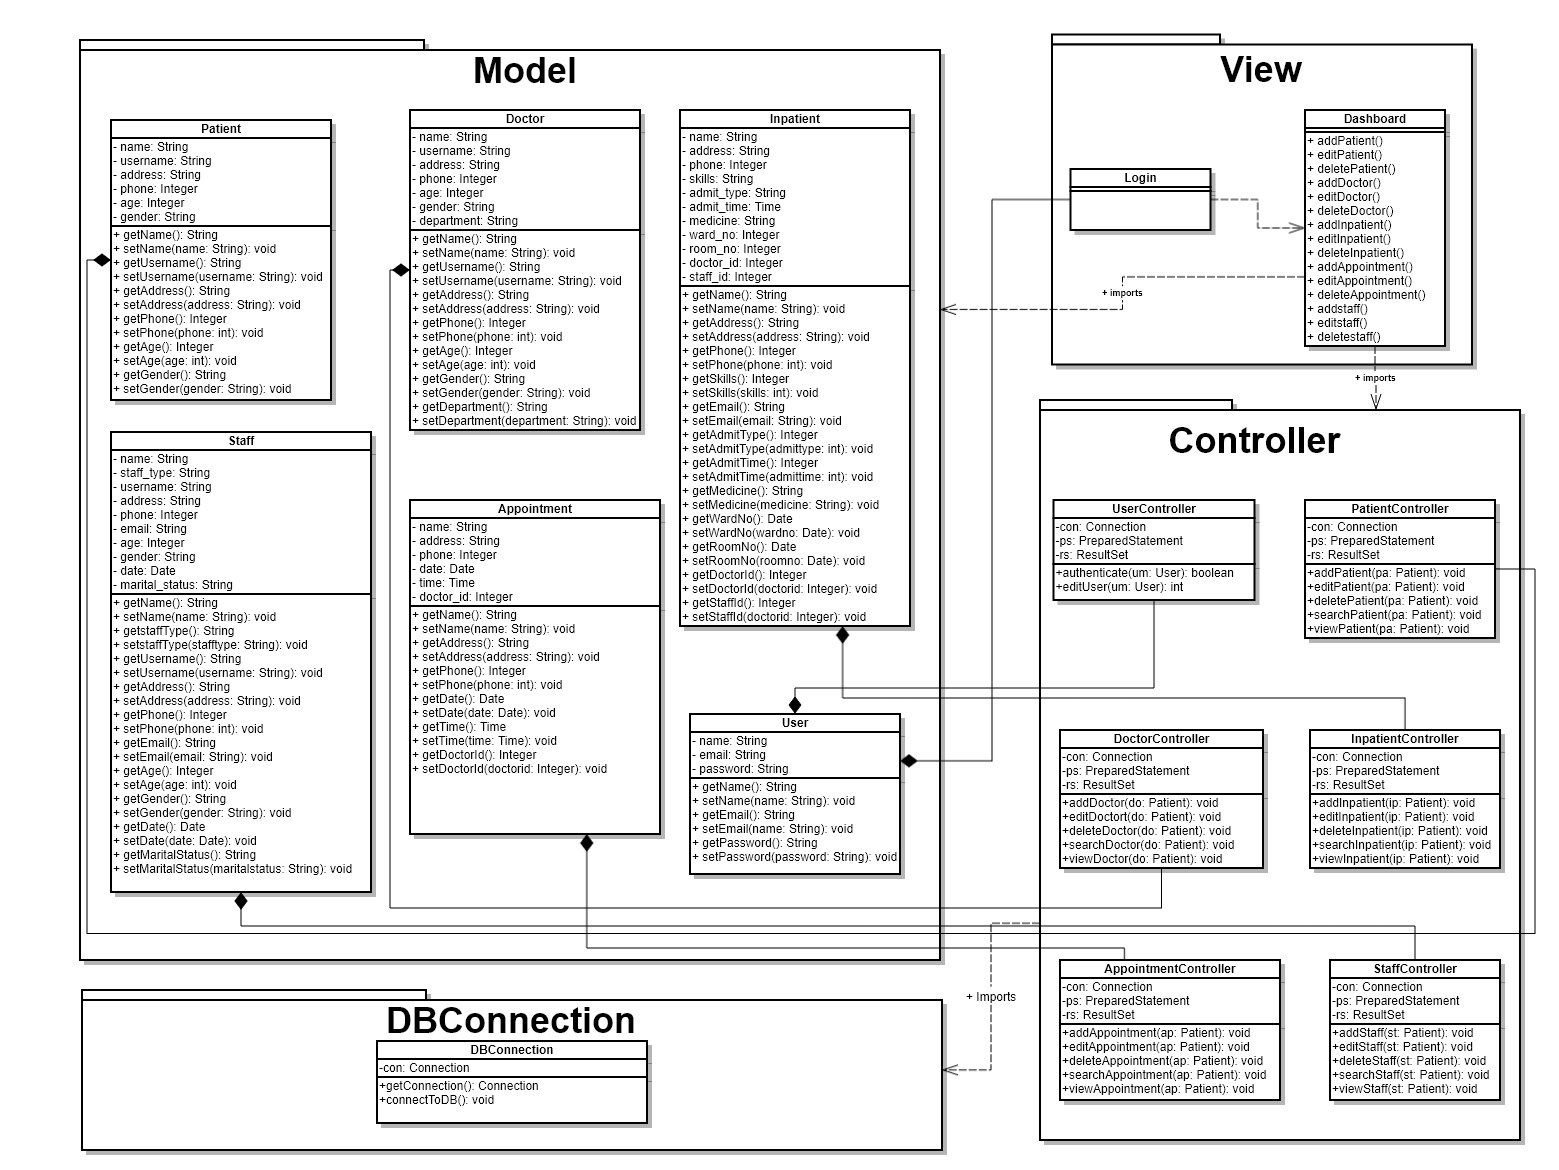 Model
Patient
- name: String
- username: String
- address: String
- phone: Integer
- age: Integer
- gender: String
+ getName(): String
+ setName(name: String): void
+ getUsername(): String
+ setUsername(username: String): void
+ getAddress(): String
+ setAddress(address: String): void
+ getPhone(): Integer
+ setPhone(phone: int): void
+ getAge(): Integer
+ setAge(age: int): void
+ getGender(): String
+ setGender(gender: String): void
Doctor
- name: String
- username: String
- address: String
- phone: Integer
- age: Integer
- gender: String
- department: String
+ getName(): String
+ setName(name: String): void
+ getUsername(): String
+ setUsername(username: String): void
+ getAddress(): String
+ setAddress(address: String): void
+ getPhone(): Integer
+ setPhone(phone: int): void
+ getAge(): Integer
+ setAge(age: int): void
+ getGender(): String
+ setGender(gender: String): void
+ getDepartment(): String
+ setDepartment(department: String): void
Inpatient
- name: String
- address: String
- phone: Integer
- skills: String
- admit_type: String
- admit_time: Time
- medicine: String
- ward_no: Integer
- room_no: Integer
- doctor_id: Integer
- staff_id: Integer
+ getName(): String
+ setName(name: String): void
+ getAddress(): String
+ setAddress(address: String): void
+ getPhone(): Integer
+ setPhone(phone: int): void
+ getSkills(): Integer
+ setSkills(skills: int): void
+ getEmail(): String
+ setEmail(email: String): void
+ getAdmitType(): Integer
+ setAdmitType(admittype: int): void
+ getAdmitTime(): Integer
+ setAdmitTime(admittime: int): void
+ getMedicine(): String
+ setMedicine(medicine: String): void
+ getWardNo(): Date
+ setWardNo(wardno: Date): void
+ getRoomNo(): Date
+ setRoomNo(roomno: Date): void
+ getDoctorId(): Integer
+ setDoctorId(doctorid: Integer): void
+ getStaffId(): Integer
+ setStaffId(doctorid: Integer): void
Staff
- name: String
- staff_type: String
- username: String
- address: String
- phone: Integer
- email: String
- age: Integer
- gender: String
- date: Date
- marital_status: String
+ getName(): String
+ setName(name: String): void
+ getstaffType(): String
+ setstaffType(stafftype: String): void
+ getUsername(): String
+ setUsername(username: String): void
+ getAddress(): String
+ setAddress(address: String): void
+ getPhone(): Integer
+ setPhone(phone: int): void
+ getEmail(): String
+ setEmail(email: String): void
+ getAge(): Integer
+ setAge(age: int): void
+ getGender(): String
+ setGender(gender: String): void
+ getDate(): Date
+ setDate(date: Date): void
+ getMaritalStatus(): String
+ setMaritalStatus(maritalstatus: String): void
Appointment
- name: String
- address: String
- phone: Integer
- date: Date
- time: Time
- doctor_id: Integer
+ getName(): String
+ setName(name: String): void
+ getAddress(): String
+ setAddress(address: String): void
+ getPhone(): Integer
+ setPhone(phone: int): void
+ getDate(): Date
+ setDate(date: Date): void
+ getTime(): Time
+ setTime(time: Time): void
+ getDoctorId(): Integer
+ setDoctorId(doctorid: Integer): void
User
- name: String
- email: String
- password: String
+ getName(): String
+ setName(name: String): void
+ getEmail(): String
+ setEmail(name: String): void
+ getPassword(): String
+ setPassword(password: String): void
View
Login
Dashboard
+ addPatient()
+ editPatient()
+ deletePatient()
+ addDoctor()
+ editDoctor()
+ deleteDoctor()
+ addInpatient()
+ editInpatient()
+ deleteInpatient()
+ addAppointment()
+ editAppointment()
+ deleteAppointment()
+ addstaff()
+ editstaff()
+ deletestaff()
+ imports
+ imports
Controller
UserController
-con: Connection
-ps: PreparedStatement
-rs: ResultSet
+authenticate(um: User): boolean
+editUser(um: User): int
PatientController
-con: Connection
-ps: PreparedStatement
-rs: ResultSet
+addPatient(pa: Patient): void
+editPatient(pa: Patient): void
+deletePatient(pa: Patient): void
+searchPatient(pa: Patient): void
+viewPatient(pa: Patient): void
DoctorController
-con: Connection
-ps: PreparedStatement
-rs: ResultSet
+addDoctor(do: Patient): void
+editDoctort(do: Patient): void
+deleteDoctor(do: Patient): void
+searchDoctor(do: Patient): void
+viewDoctor(do: Patient): void
InpatientController
-con: Connection
-ps: PreparedStatement
-rs: ResultSet
+addInpatient(ip: Patient): void
+editInpatient(ip: Patient): void
+deleteInpatient(ip: Patient): void
+searchInpatient(ip: Patient): void
+viewInpatient(ip: Patient): void
AppointmentController
-con: Connection
-ps: PreparedStatement
-rs: ResultSet
+addAppointment(ap: Patient): void
+editAppointment(ap: Patient): void
+deleteAppointment(ap: Patient): void
+searchAppointment(ap: Patient): void
+viewAppointment(ap: Patient): void
StaffController
-con: Connection
-ps: PreparedStatement
-rs: ResultSet
+addStaff(st: Patient): void
+editStaff(st: Patient): void
+deleteStaff(st: Patient): void
+searchStaff(st: Patient): void
+viewStaff(st: Patient): void
+ Imports
DBConnection
DBConnection
-con: Connection
+getConnection(): Connection
+connectToDB(): void